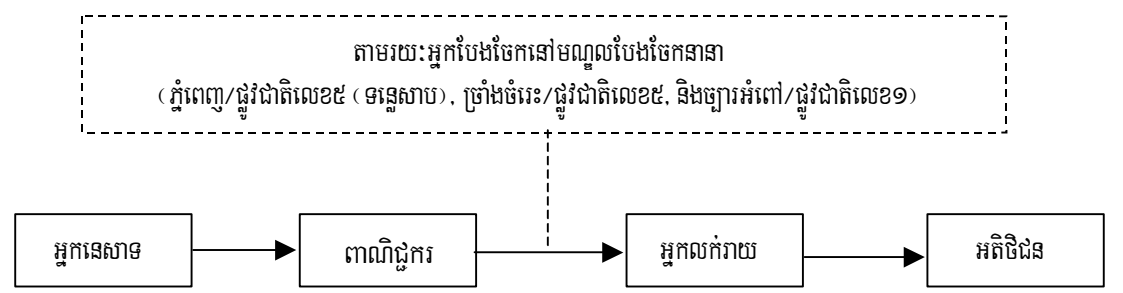 តាមរយៈអ្នកបែងចែកនៅមណ្ឌលបែងចែកនានា
(ភ្នំពេញ/ផ្លូវជាតិលេខ៥ (ទន្លេសាប), ច្រាំងចំរេះ/ផ្លូវជាតិលេខ៥, និងច្បារអំពៅ/ផ្លូវជាតិលេខ១)
អ្នកនេសាទ
ពាណិជ្ជករ
អ្នកលក់រាយ
អតិថិជន